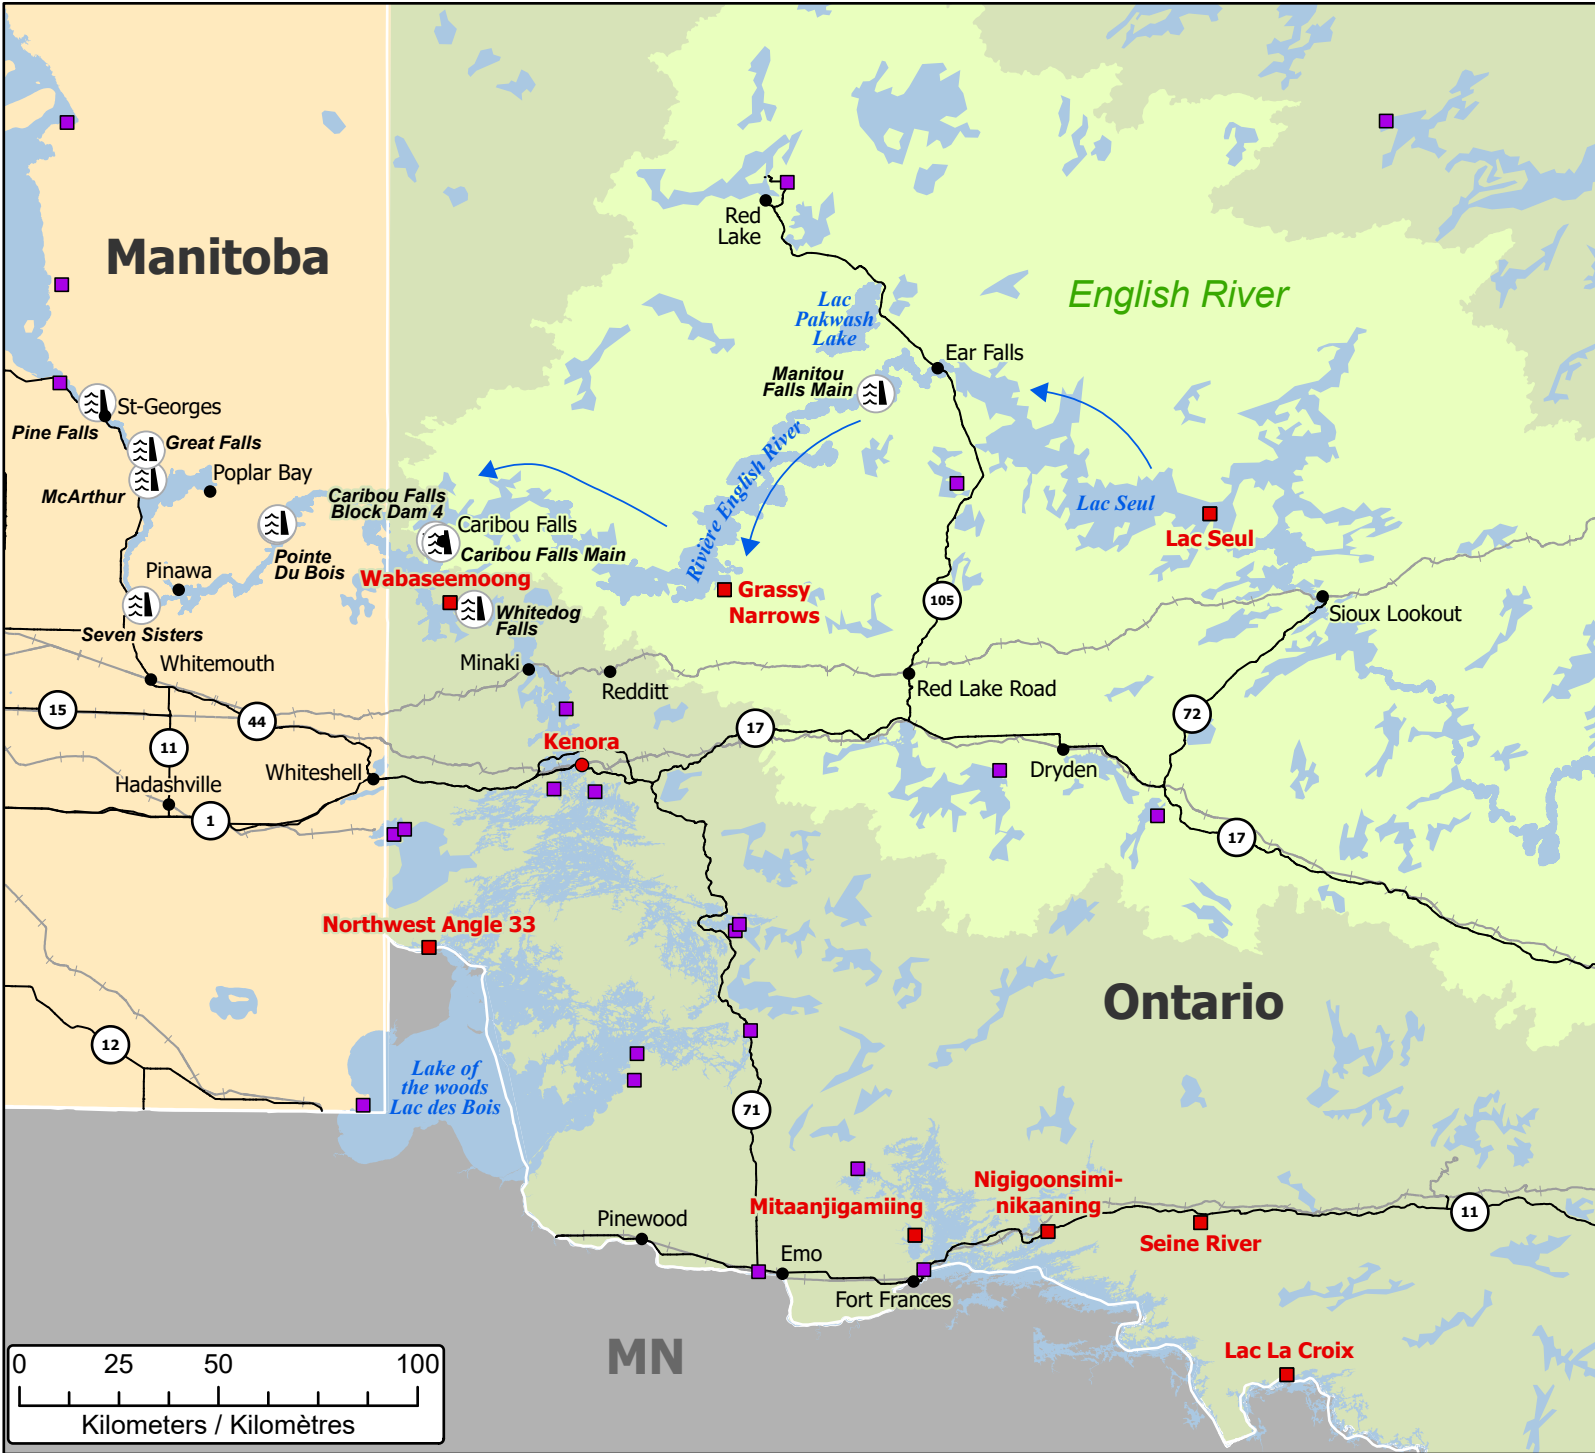 Red
Lake
Manitoba
English River
Lac
Pakwash
Lake
Ear Falls
Manitou
Falls Main
St-Georges
Pine Falls
Great Falls
Rivière English River
Poplar Bay
McArthur
Caribou Falls
Block Dam 4
Lac Seul
Caribou Falls
Caribou Falls Main
Lac Seul
Pointe
Du Bois
Pinawa
Wabaseemoong
Grassy
Narrows
105
Whitedog
Falls
Sioux Lookout
Seven Sisters
Whitemouth
Minaki
Redditt
Red Lake Road
15
44
17
72
11
Kenora
Whiteshell
Dryden
Hadashville
1
17
Northwest Angle 33
Ontario
12
Lake of
the woods
Lac des Bois
71
Nigigoonsimi-
nikaaning
Mitaanjigamiing
11
Pinewood
Seine River
Emo
Fort Frances
MN
Lac La Croix
0 25 50 100
Kilometers / Kilomètres